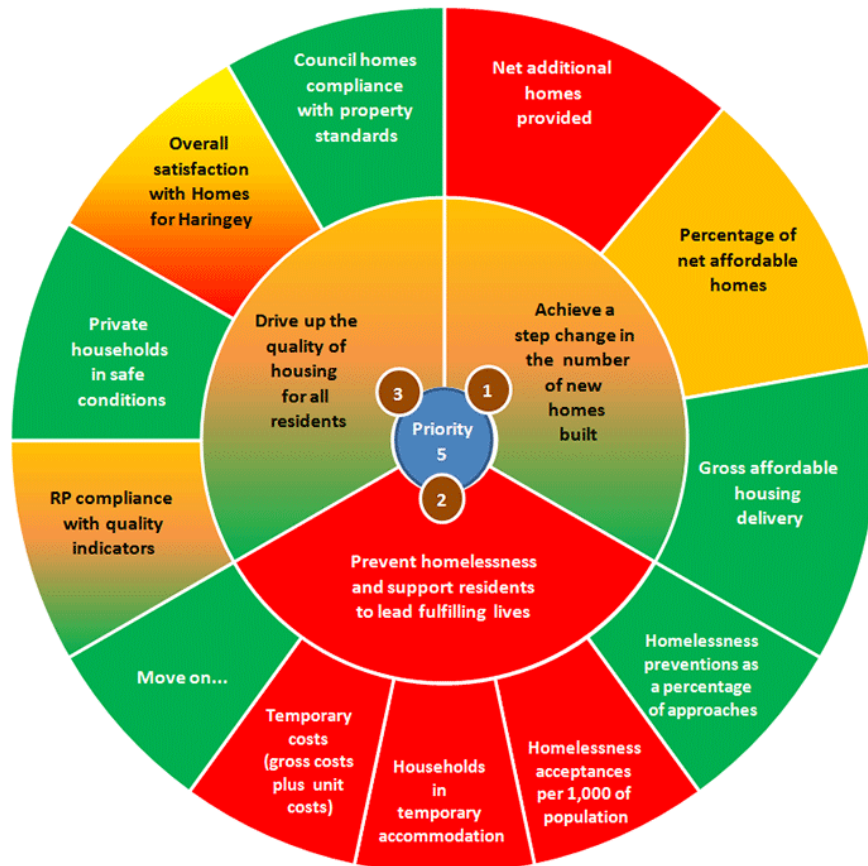 Council homes
compliance
with property
standards
Net additional
homes
provided
Overall
satisfaction
with Homes
for Haringey
Percentage of
net affordable
homes
Private
households
in safe
conditions
Drive up the
quality of
housing
for all
residents
Achieve a
step change in
the number
of new
homes
built
3
1
Priority
5
2
RP compliance
with quality
indicators
Gross affordable
housing
delivery
Prevent homelessness
and support residents
to lead fulfilling lives
Move on...
Temporary
costs
(gross costs
plus unit
costs)
Households
in
temporary
accommodation
Homelessness
acceptances
per 1,000 of
population
Homelessness
preventions as
a percentage
of approaches